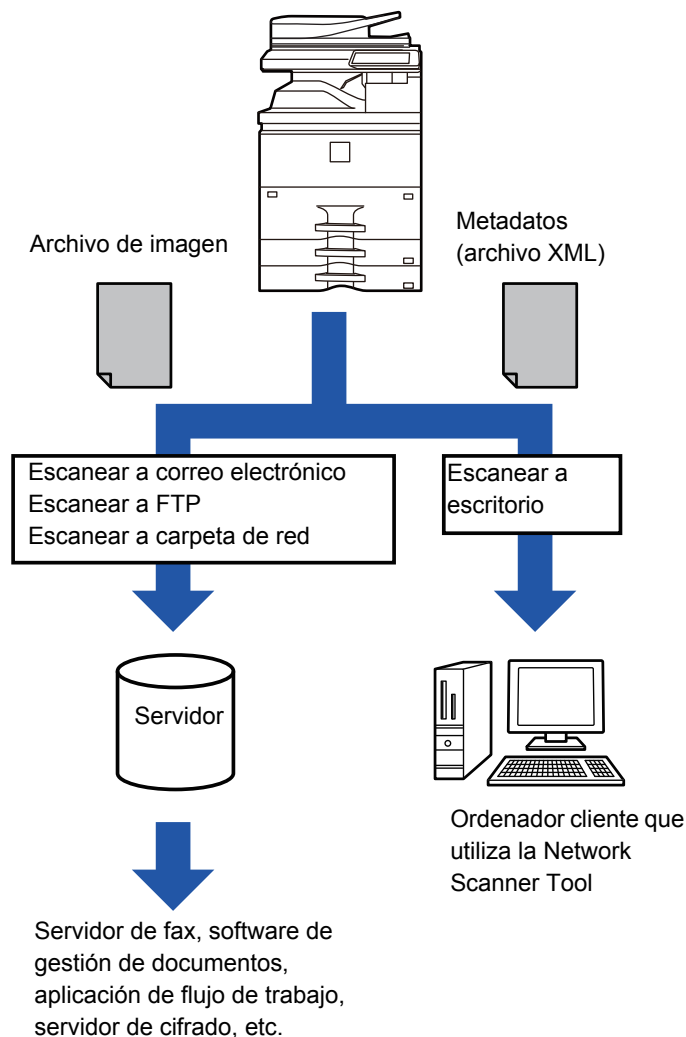 Archivo de imagen
Metadatos
(archivo XML)
Escanear a correo electrónico
Escanear a FTP
Escanear a carpeta de red
Escanear a
escritorio
Servidor
Ordenador cliente que
utiliza la Network
Scanner Tool
Servidor de fax, software de
gestión de documentos,
aplicación de flujo de trabajo,
servidor de cifrado, etc.